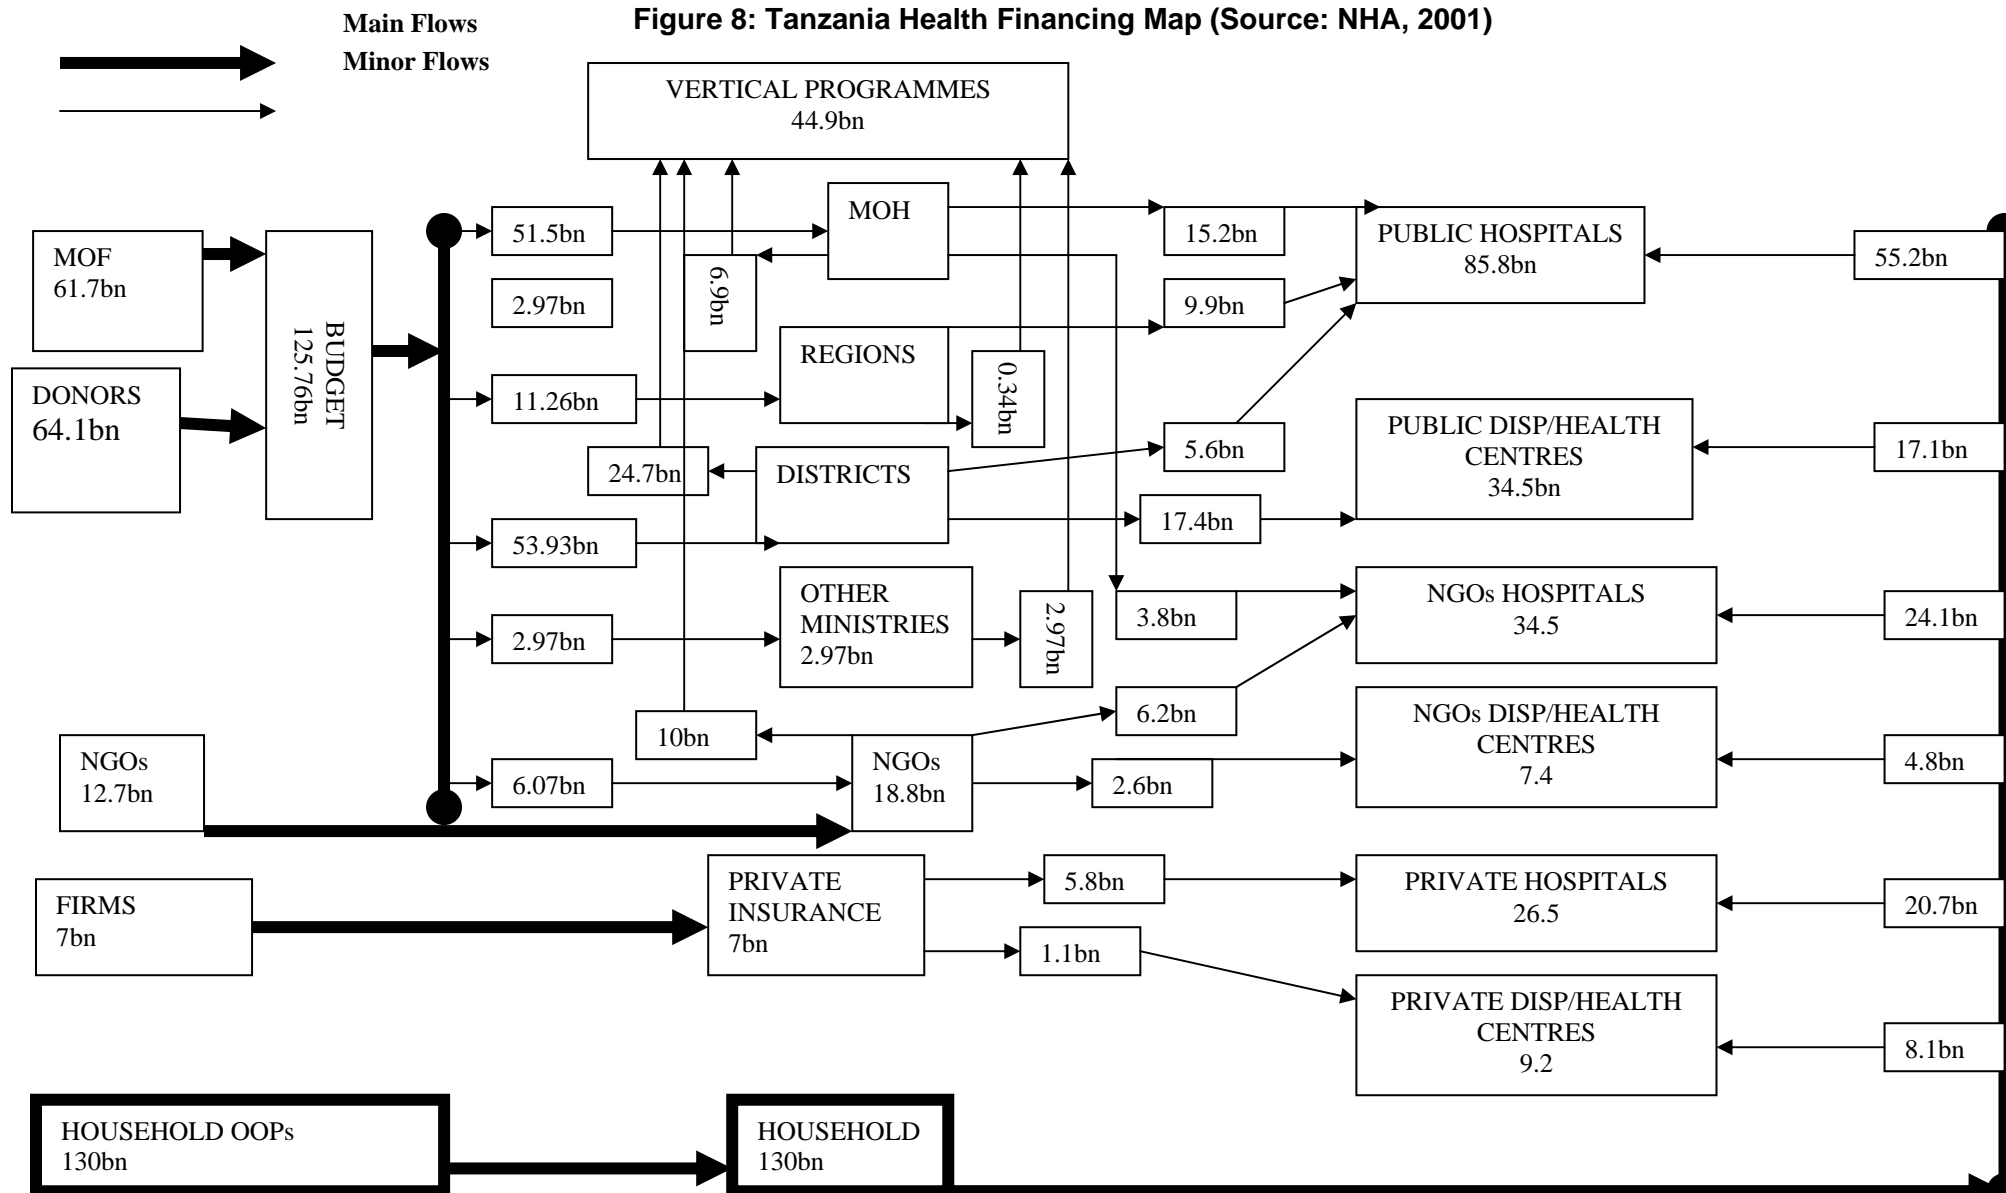 Figure 8: Tanzania Health Financing Map (Source: NHA, 2001)
Main Flows
Minor Flows
VERTICAL PROGRAMMES
44.9bn
MOF
61.7bn
DONORS
64.1bn
BUDGET
125.76bn
51.5bn
2.97bn
11.26bn
53.93bn
2.97bn
6.07bn
6.9bn
24.7bn
10bn
MOH
REGIONS
DISTRICTS
OTHER
MINISTRIES
2.97bn
NGOs
18.8bn
0.34bn
2.97bn
15.2bn
9.9bn
5.6bn
17.4bn
3.8bn
6.2bn
2.6bn
PUBLIC HOSPITALS
85.8bn
55.2bn
PUBLIC DISP/HEALTH
CENTRES
34.5bn
17.1bn
NGOs HOSPITALS
34.5
24.1bn
NGOs DISP/HEALTH
CENTRES
7.4
4.8bn
NGOs
12.7bn
FIRMS
7bn
PRIVATE
INSURANCE
7bn
5.8bn
1.1bn
PRIVATE HOSPITALS
26.5
20.7bn
PRIVATE DISP/HEALTH
CENTRES
9.2
8.1bn
HOUSEHOLD OOPs
130bn
HOUSEHOLD
130bn